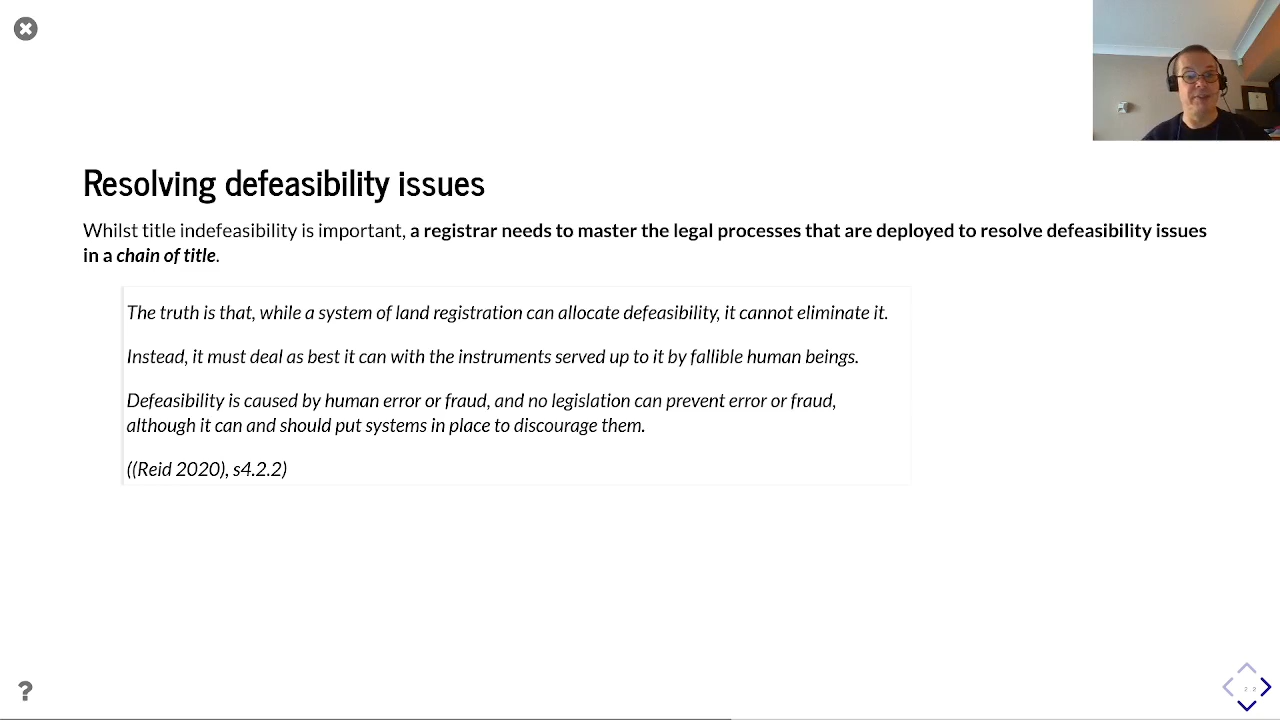 Resolving defeasibility issues
Whilst title indefeasibility is important, a registrar needs to master the legal processes that are deployed to resolve defeasibility issues
in a chain of title.
The truth is that, while a system of land registration can allocate defeasibility, it cannot eliminate it.
Instead, it must deal as best it can with the instruments served up to it by fallible human beings.
Defeasibility is caused by human error or fraud, and no legislation can prevent error or fraud,
although it can and should put systems in place to discourage them.
((Reid 2020), s4.2.2)
?